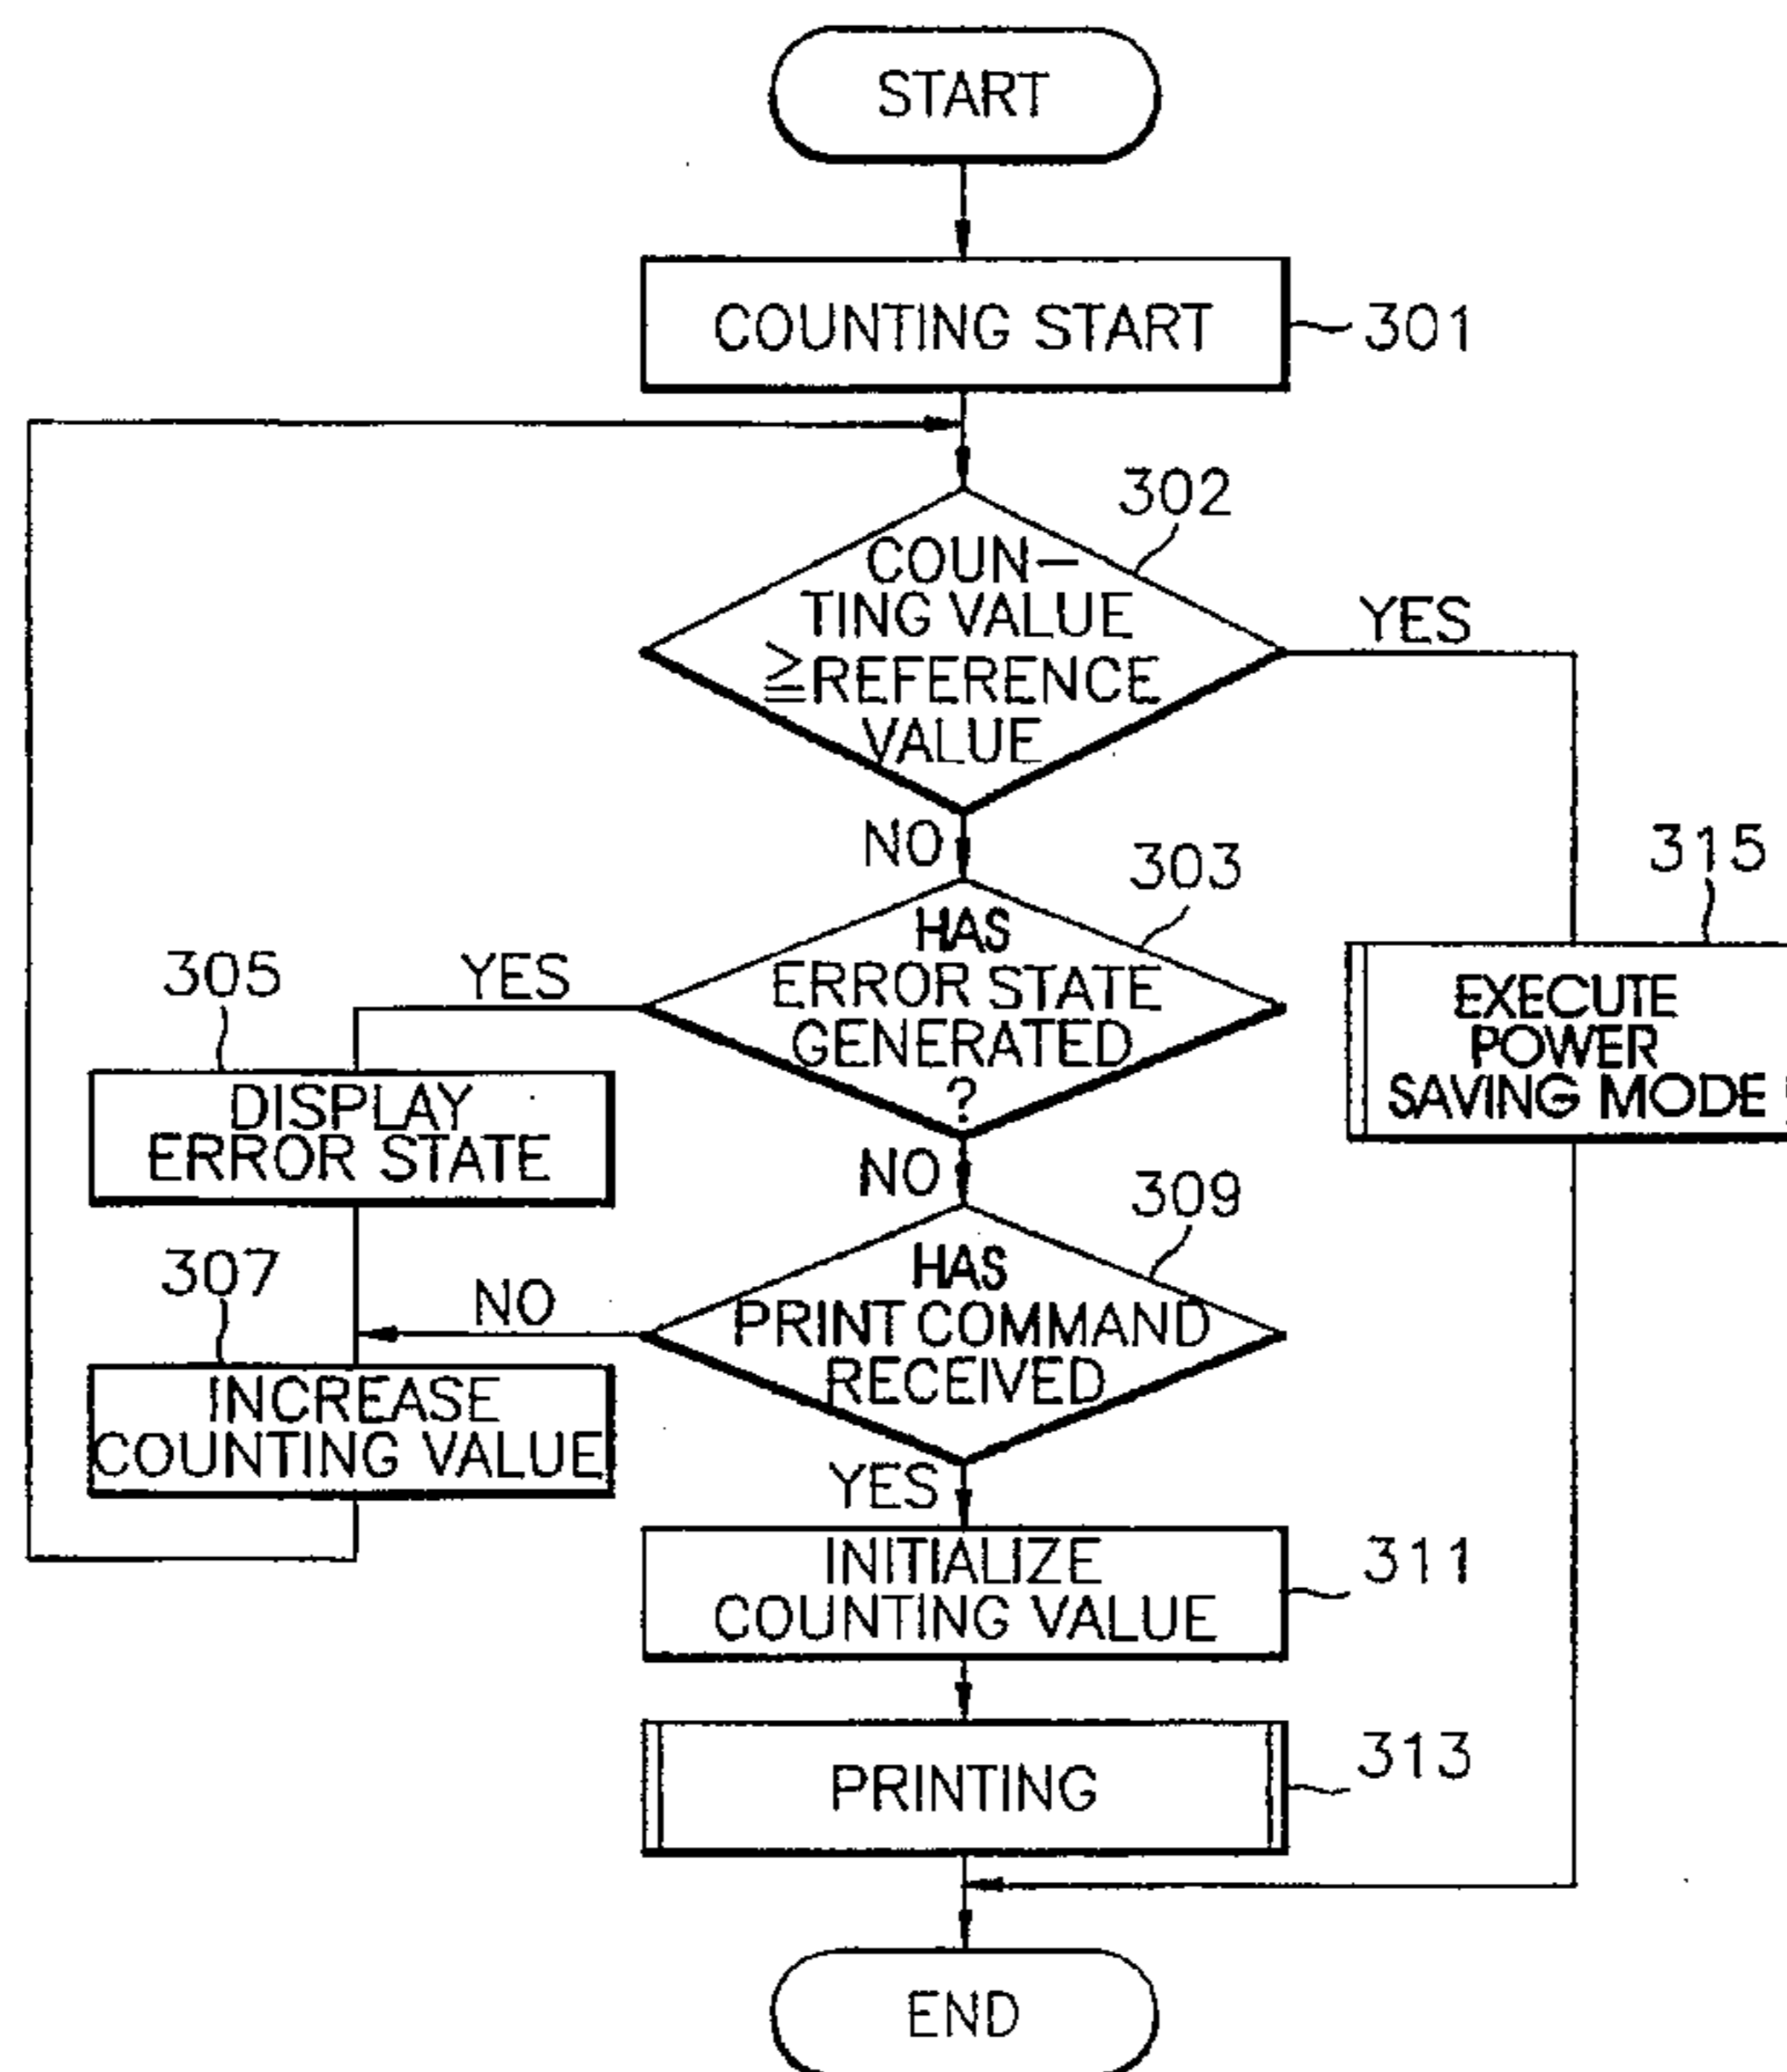 START
COUNTING START
301
302
COUN-
TING VALUE
≧REFERENCE
VALUE
YES
NO
303
315
HAS
ERROR STATE
GENERATED
?
305
YES
EXECUTE
POWER
SAVING MODE
DISPLAY
ERROR STATE
NO
309
307
NO
HAS
PRINT COMMAND
RECEIVED
INCREASE
COUNTING VALUE
YES
INITIALIZE
COUNTING VALUE
311
PRINTING
313
END